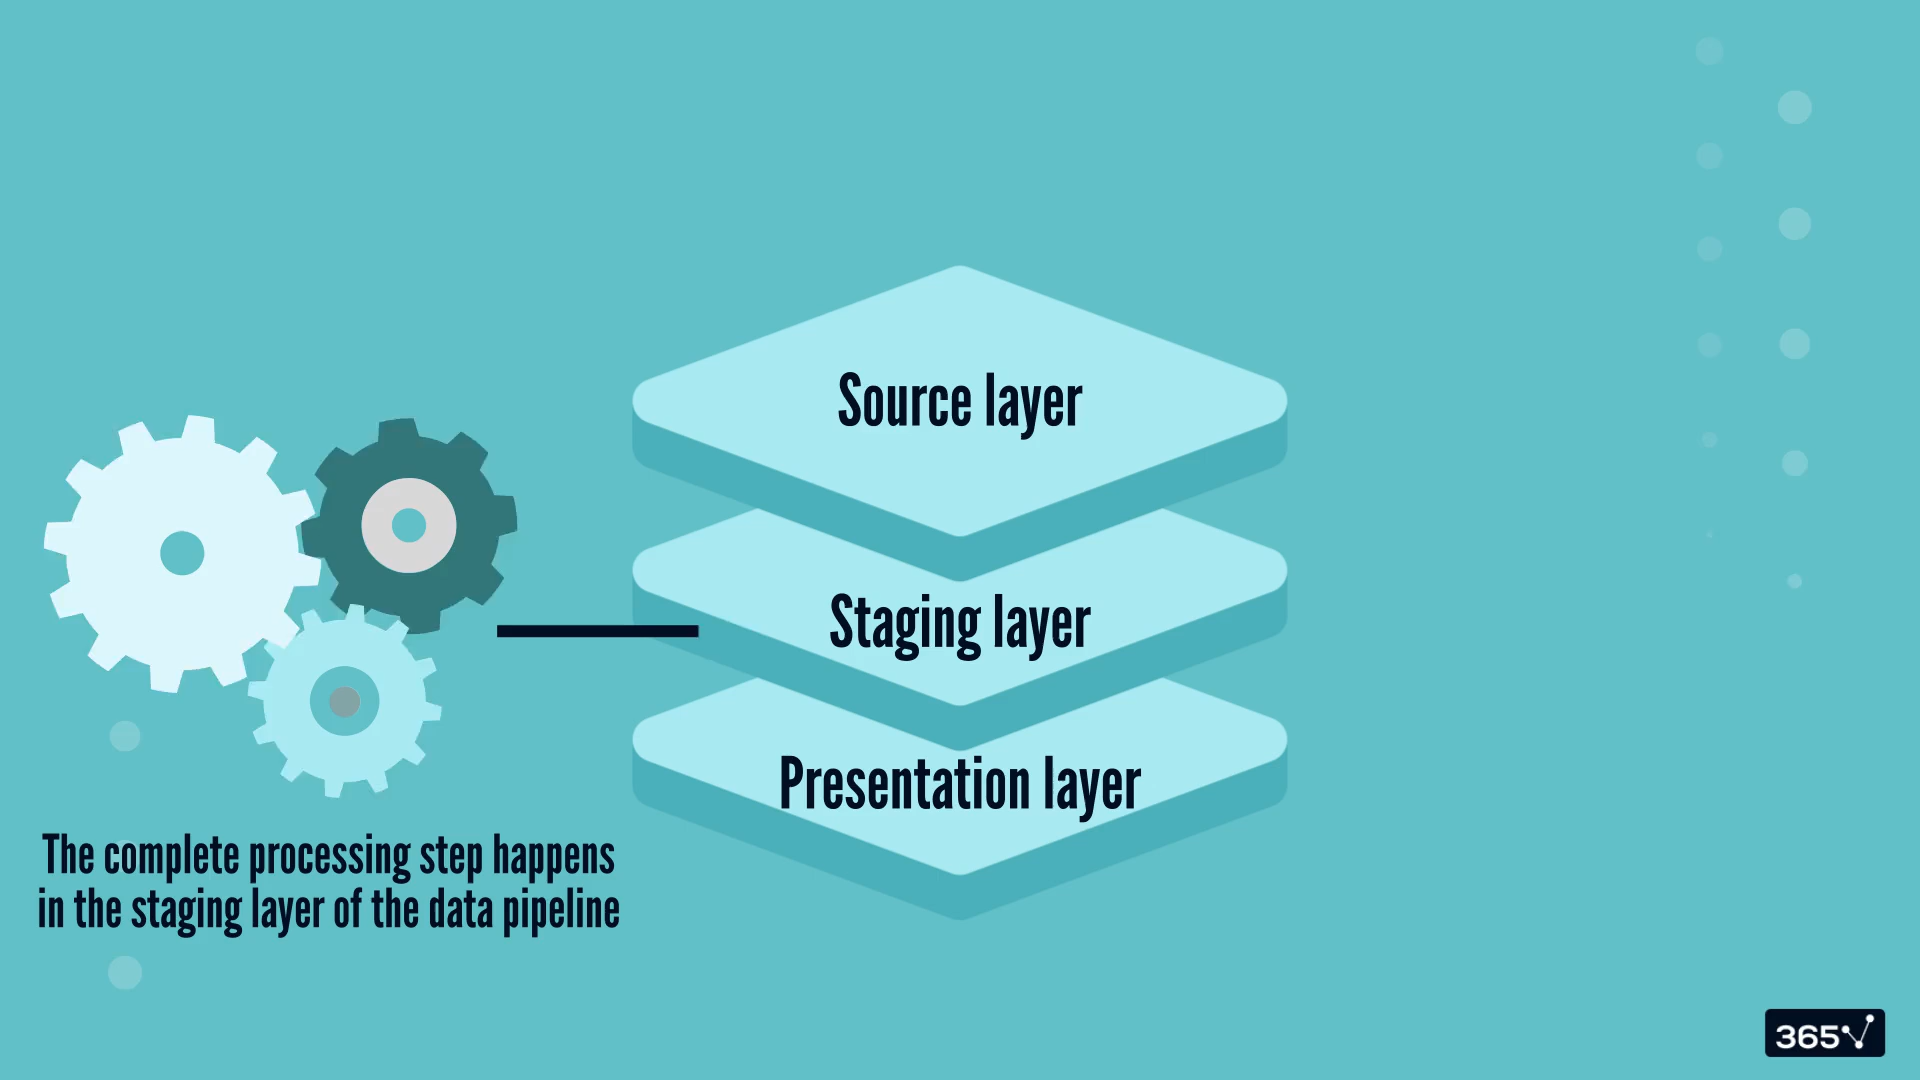 Source layer
Staging layer
Presentation layer
The complete processing step happens
in the staging layer of the data pipeline
365